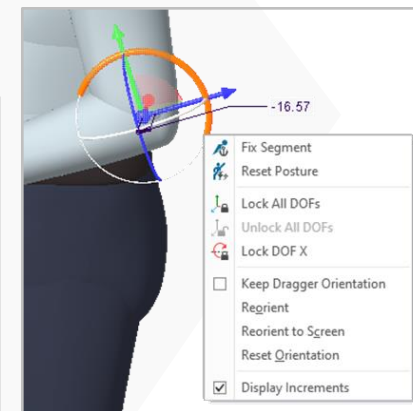 -16.57
Fix Segment
Reset Posture
Lock All DOFs
Unlock All DOFs
Lock DOF X
Keep Dragger Orientation
Reorient
Reorient to Screen
Reset Orientation
Display Increments